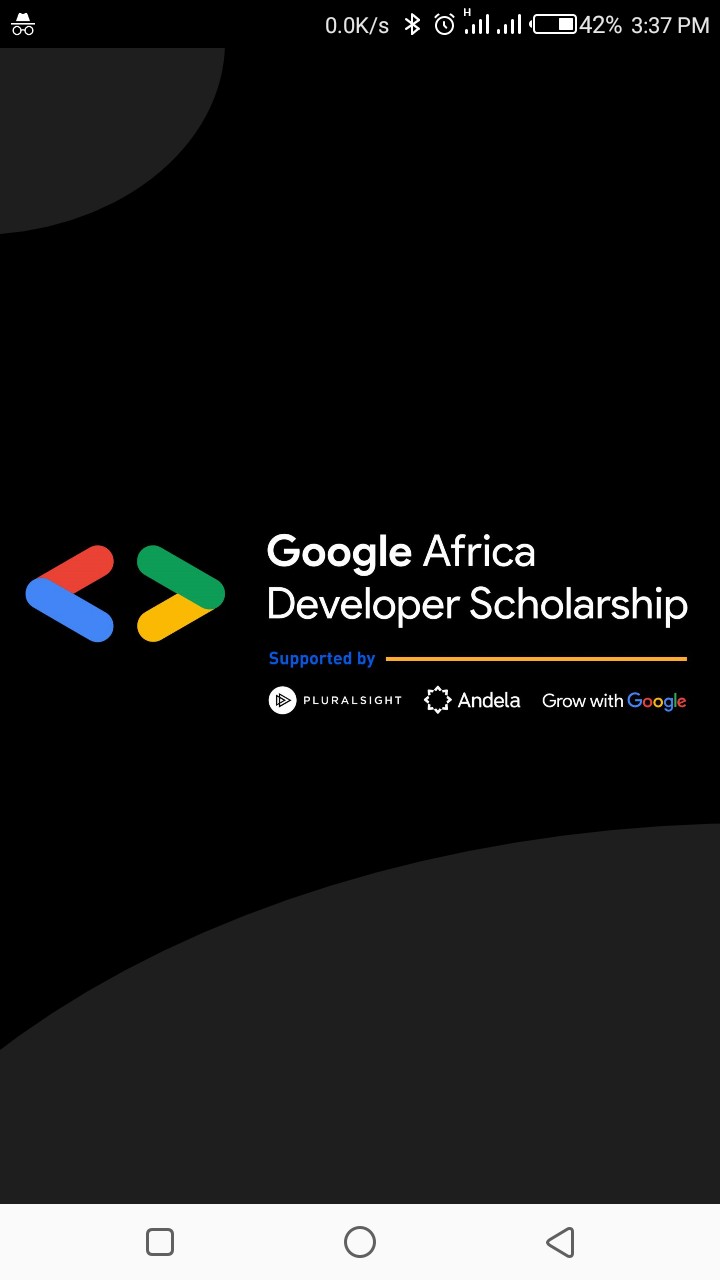 0.0K/s H 42% 3:37 PM
Google Africa
Developer Scholarship
Supported by
PLURALSIGHT Andela Grow with Google